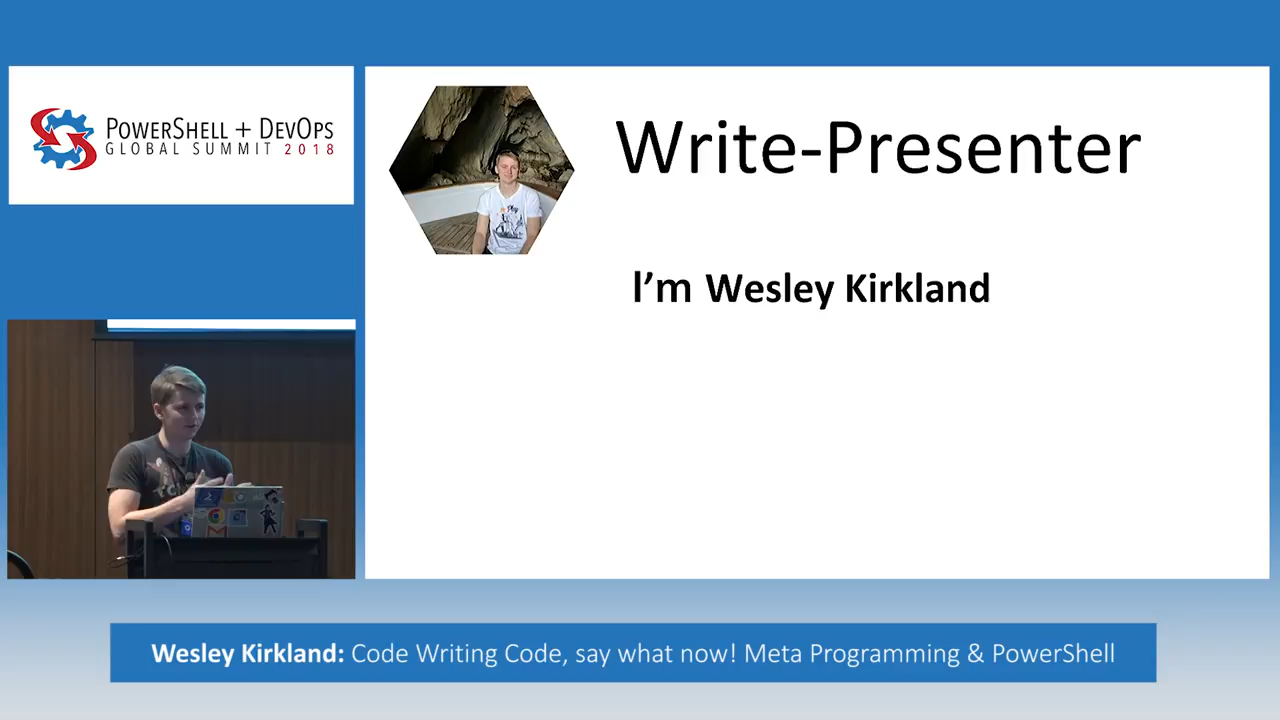 POWERSHELL + DEVOPS
GLOBAL SUMMIT 2018
Write-Presenter
I'm Wesley Kirkland
Wesley Kirkland: Code Writing Code, say what now! Meta Programming & PowerShell